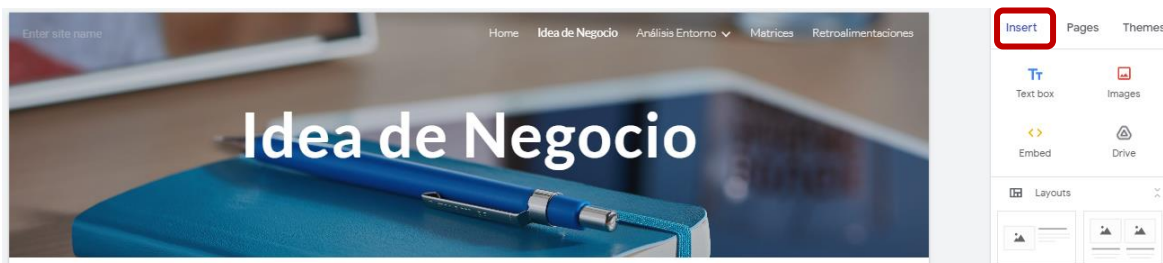 Enter site name
Home Idea de Negocio Análisis Entorno Matrices Retroalimentaciones
Idea de Negocio
Insert Pages Themes
Text box Images
Embed Drive
Layouts